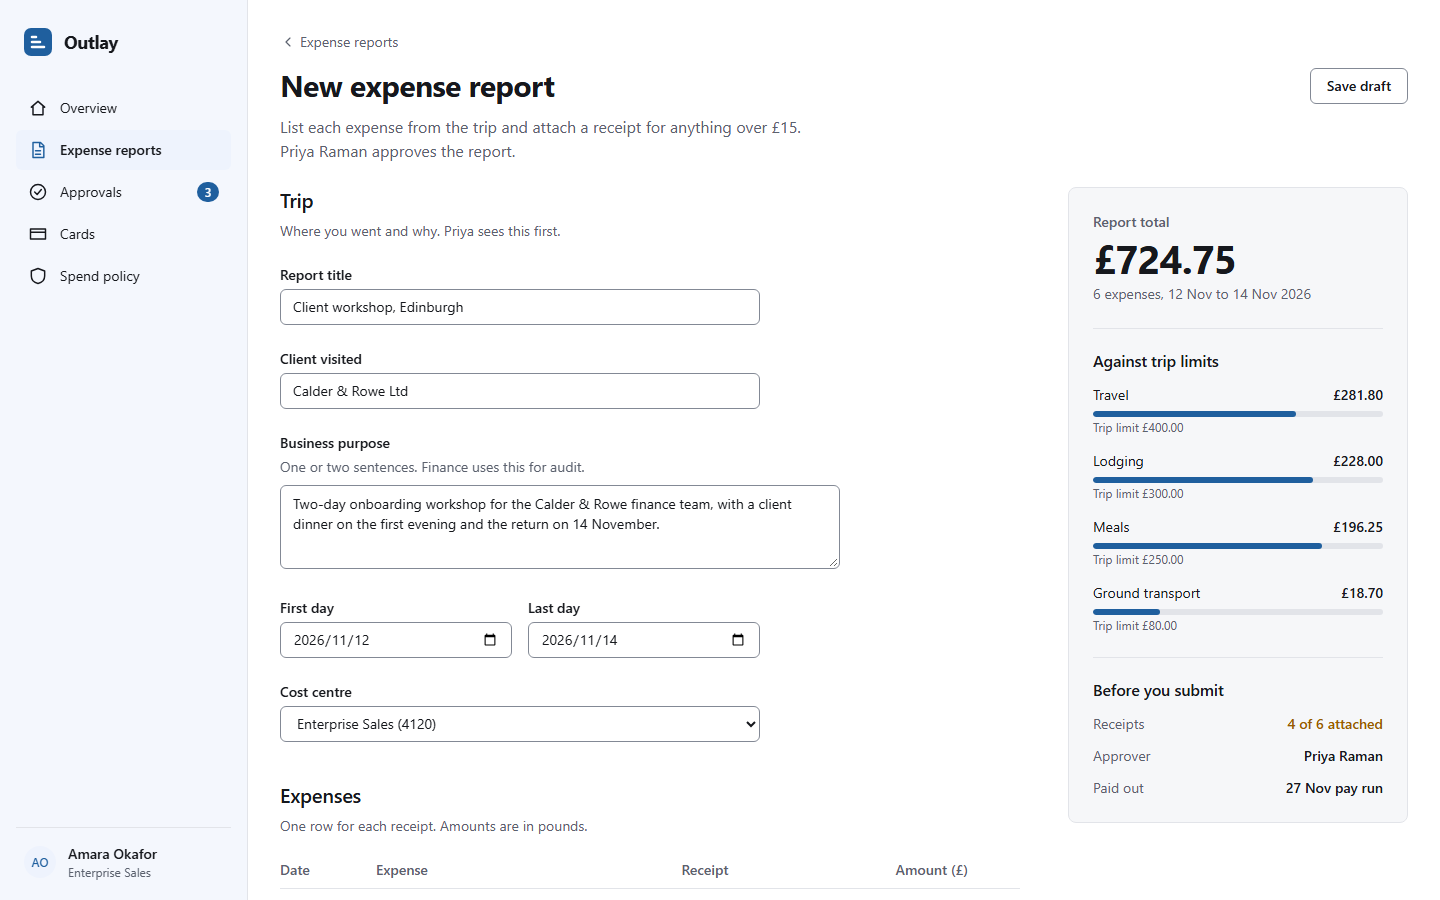 Outlay
Overview
Expense reports
Approvals
3
Cards
Spend policy
AO
Amara Okafor
Enterprise Sales
Expense reports
New expense report
Save draft
List each expense from the trip and attach a receipt for anything over £15.
Priya Raman approves the report.
Trip
Where you went and why. Priya sees this first.
Report title
Client workshop, Edinburgh
Client visited
Calder & Rowe Ltd
Business purpose
One or two sentences. Finance uses this for audit.
Two-day onboarding workshop for the Calder & Rowe finance team, with a client
dinner on the first evening and the return on 14 November.
First day
Last day
2026/11/12
2026/11/14
Cost centre
Enterprise Sales (4120)
Expenses
One row for each receipt. Amounts are in pounds.
Date
Expense
Receipt
Amount (£)
Report total
£724.75
6 expenses, 12 Nov to 14 Nov 2026
Against trip limits
Travel
£281.80
Trip limit £400.00
Lodging
£228.00
Trip limit £300.00
Meals
£196.25
Trip limit £250.00
Ground transport
£18.70
Trip limit £80.00
Before you submit
Receipts
4 of 6 attached
Approver
Priya Raman
Paid out
27 Nov pay run